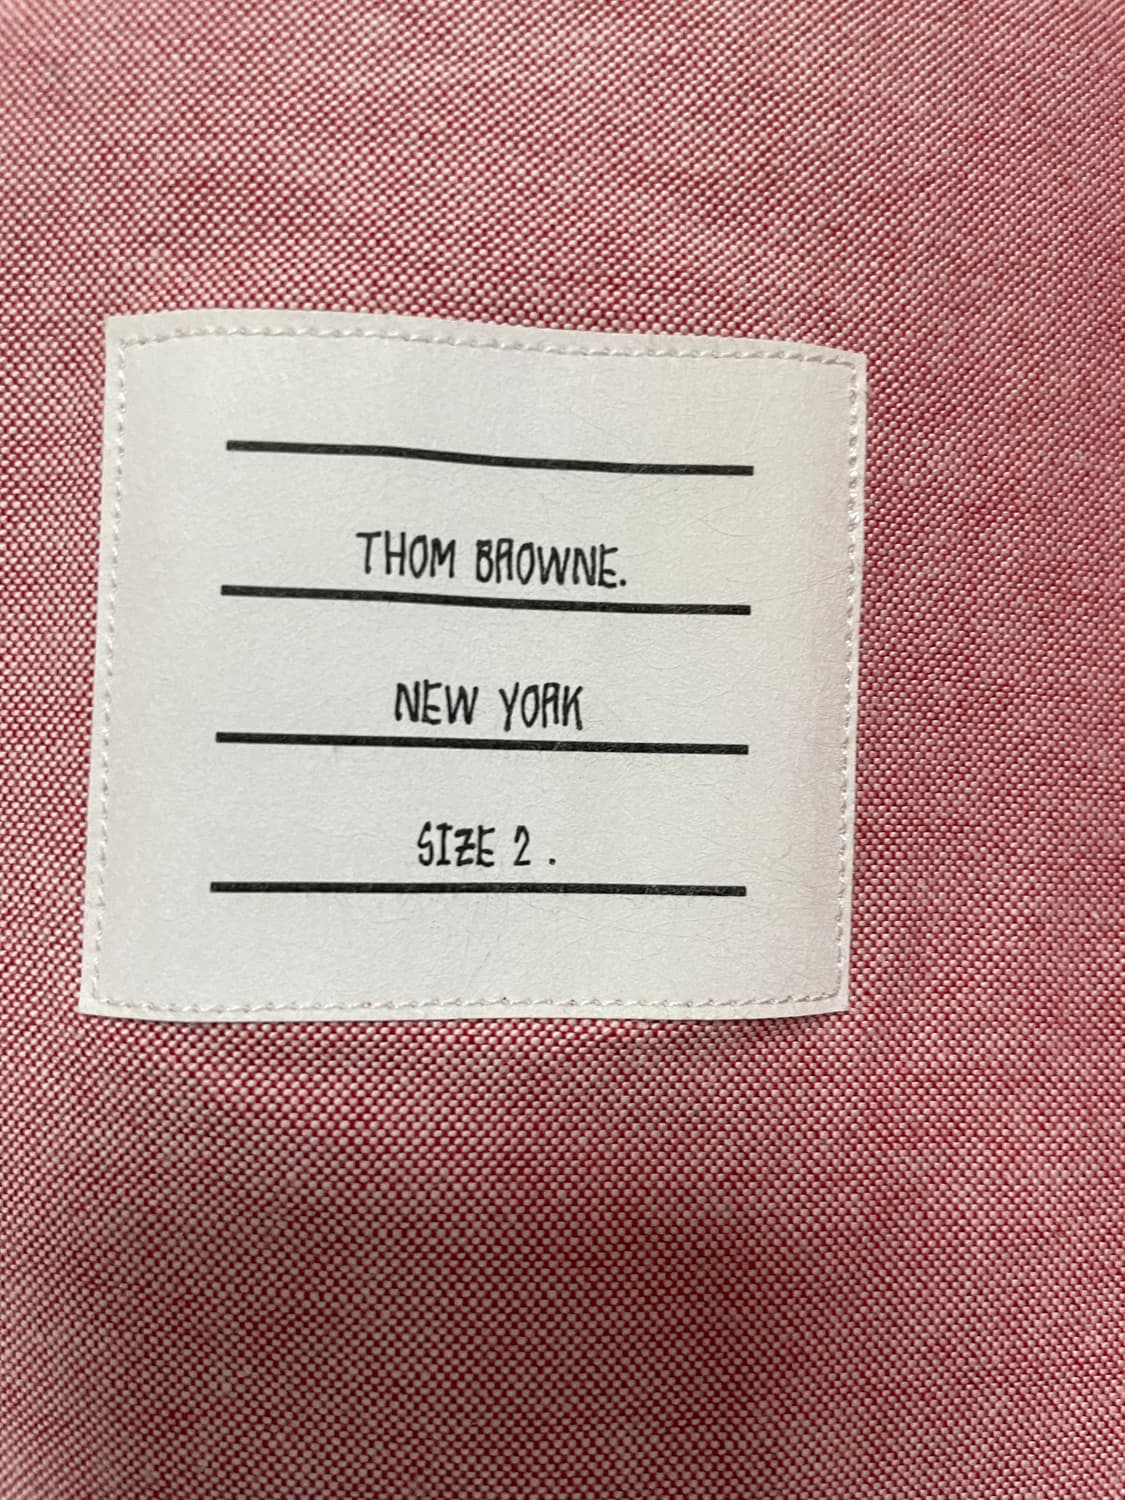 THOM BROWNE.
NEW YORK
SIZE 2 .